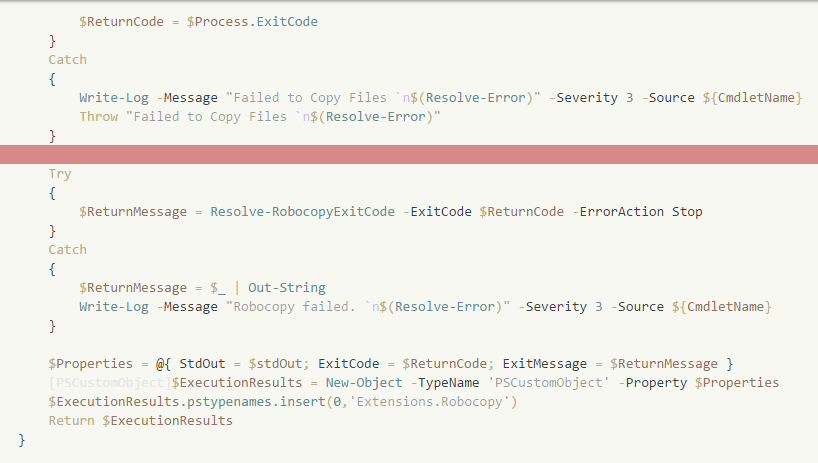 $ReturnCode = $Process.ExitCode
}
Catch
{
Write-Log -Message "Failed to Copy Files `n$(Resolve-Error)" -Severity 3 -Source ${CmdletName}
Throw "Failed to Copy Files `n$(Resolve-Error)"
}
Try
{
$ReturnMessage = Resolve-RobocopyExitCode -ExitCode $ReturnCode -ErrorAction Stop
}
Catch
{
$ReturnMessage = $_ | Out-String
Write-Log -Message "Robocopy failed. `n$(Resolve-Error)" -Severity 3 -Source ${CmdletName}
}
$Properties = @{ StdOut = $stdOut; ExitCode = $ReturnCode; ExitMessage = $ReturnMessage }
[PSCustomObject]$ExecutionResults = New-Object -TypeName 'PSCustomObject' -Property $Properties
$ExecutionResults.pstypenames.insert(0,'Extensions.Robocopy')
Return $ExecutionResults
}